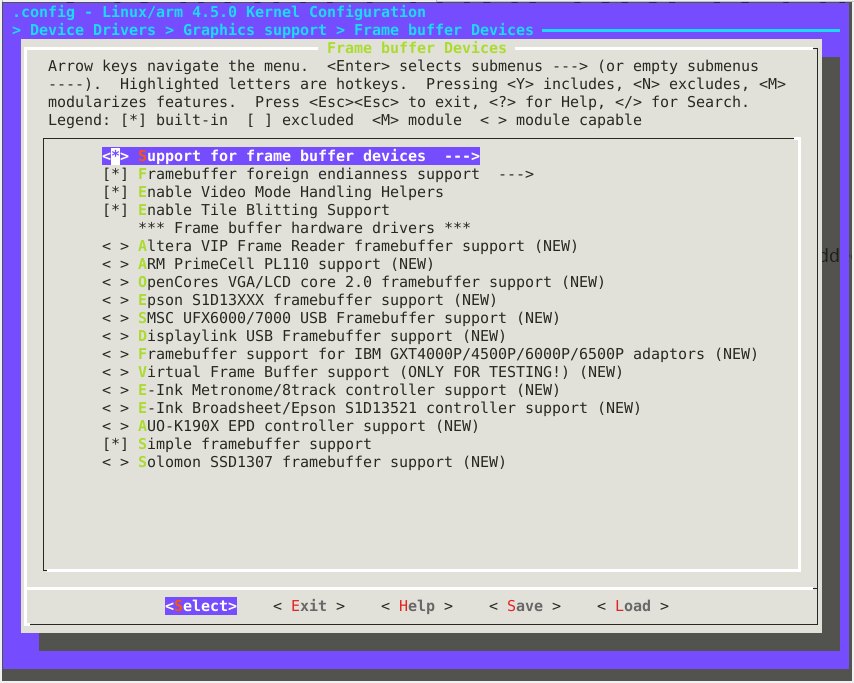 .config - Linux/arm 4.5.0 Kernel Configuration
> Device Drivers > Graphics support > Frame buffer Devices
Frame buffer Devices
Arrow keys navigate the menu.  <Enter> selects submenus ---> (or empty submenus
----).  Highlighted letters are hotkeys.  Pressing <Y> includes, <N> excludes, <M>
modularizes features.  Press <Esc><Esc> to exit, <?> for Help, </> for Search.
Legend: [*] built-in  [ ] excluded  <M> module  < > module capable
<*> Support for frame buffer devices  --->
[*] Framebuffer foreign endianness support  --->
[*] Enable Video Mode Handling Helpers
[*] Enable Tile Blitting Support
*** Frame buffer hardware drivers ***
< > Altera VIP Frame Reader framebuffer support (NEW)
< > ARM PrimeCell PL110 support (NEW)
< > OpenCores VGA/LCD core 2.0 framebuffer support (NEW)
< > Epson S1D13XXX framebuffer support (NEW)
< > SMSC UFX6000/7000 USB Framebuffer support (NEW)
< > Displaylink USB Framebuffer support (NEW)
< > Framebuffer support for IBM GXT4000P/4500P/6000P/6500P adaptors (NEW)
< > Virtual Frame Buffer support (ONLY FOR TESTING!) (NEW)
< > E-Ink Metronome/8track controller support (NEW)
< > E-Ink Broadsheet/Epson S1D13521 controller support (NEW)
< > AUO-K190X EPD controller support (NEW)
[*] Simple framebuffer support
< > Solomon SSD1307 framebuffer support (NEW)
<Select>    < Exit >    < Help >    < Save >    < Load >